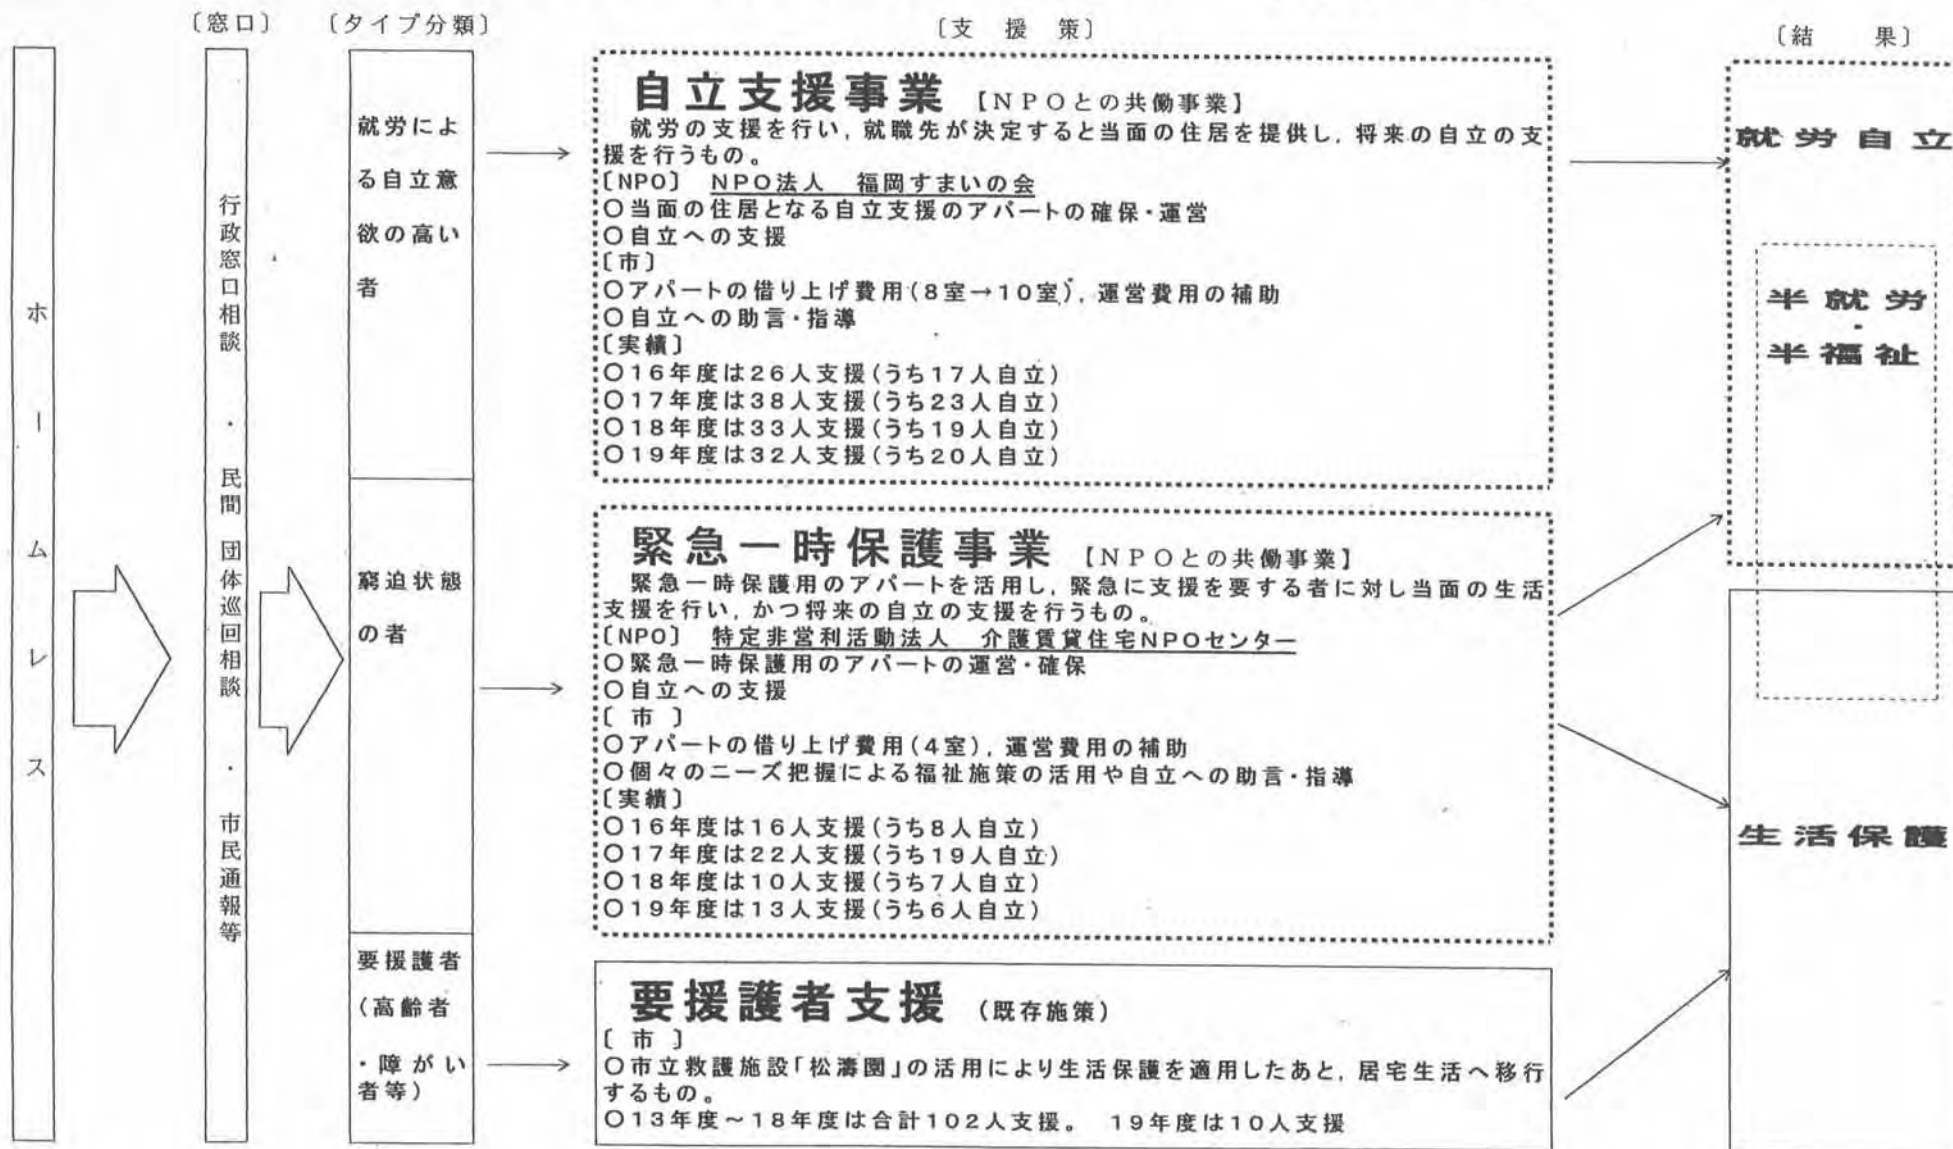 〔窓口〕
〔タイプ分類〕
〔支 援 策〕
〔結 果〕
ホームレス
行政窓口相談 ・ 民間 団体巡回相談 ・ 市民通報等
就労によ
る自立意
欲の高い
者
自立支援事業 【NPOとの共働事業】
就労の支援を行い，就職先が決定すると当面の住居を提供し，将来の自立の支
援を行うもの。
〔NPO〕 NPO法人 福岡すまいの会
○当面の住居となる自立支援のアパートの確保・運営
○自立への支援
〔市〕
○アパートの借り上げ費用(8室→10室)，運営費用の補助
○自立への助言・指導
〔実績〕
○16年度は26人支援(うち17人自立)
○17年度は38人支援(うち23人自立)
○18年度は33人支援(うち19人自立)
○19年度は32人支援(うち20人自立)
窮迫状態
の者
緊急一時保護事業 【NPOとの共働事業】
緊急一時保護用のアパートを活用し，緊急に支援を要する者に対し当面の生活
支援を行い，かつ将来の自立の支援を行うもの。
〔NPO〕 特定非営利活動法人 介護賃貸住宅NPOセンター
○緊急一時保護用のアパートの運営・確保
○自立への支援
〔 市 〕
○アパートの借り上げ費用(4室)，運営費用の補助
○個々のニーズ把握による福祉施策の活用や自立への助言・指導
〔実績〕
○16年度は16人支援(うち8人自立)
○17年度は22人支援(うち19人自立)
○18年度は10人支援(うち7人自立)
○19年度は13人支援(うち6人自立)
要援護者
(高齢者
・障がい
者等)
要援護者支援 (既存施策)
〔 市 〕
○市立救護施設「松濤園」の活用により生活保護を適用したあと，居宅生活へ移行
するもの。
○13年度～18年度は合計102人支援。 19年度は10人支援
就労自立
半就労
・
半福祉
生活保護